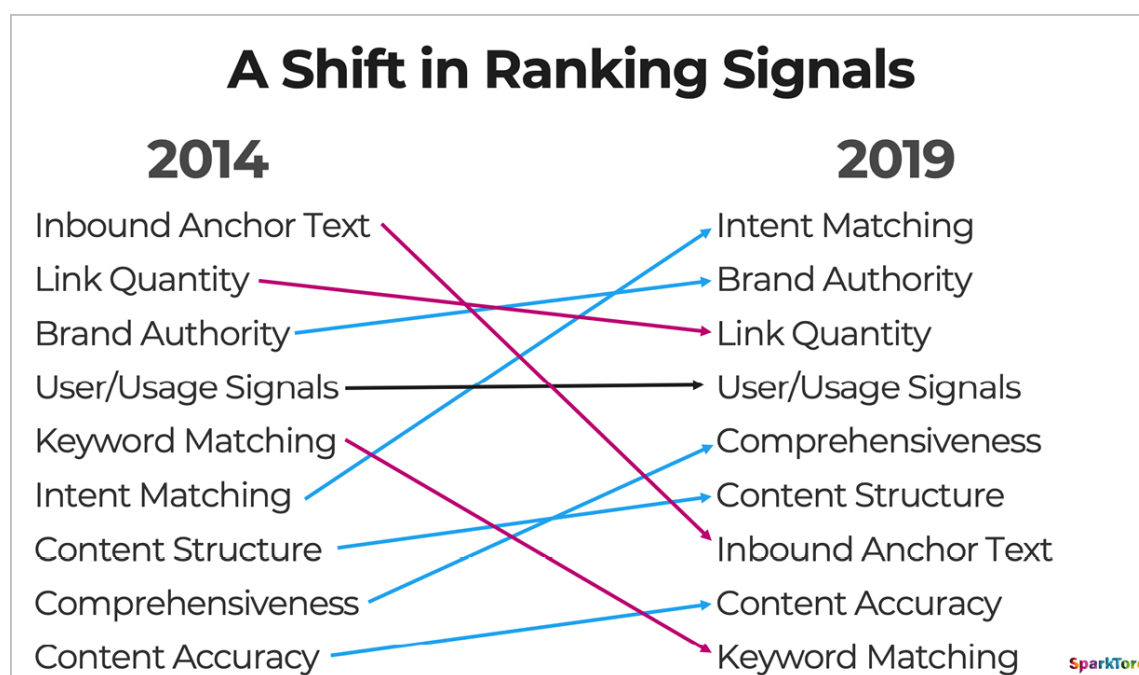 A Shift in Ranking Signals
2014
Inbound Anchor Text
Link Quantity
Brand Authority
User/Usage Signals
Keyword Matching
Intent Matching
Content Structure
Comprehensiveness
Content Accuracy
2019
Intent Matching
Brand Authority
Link Quantity
User/Usage Signals
Comprehensiveness
Content Structure
Inbound Anchor Text
Content Accuracy
Keyword Matching